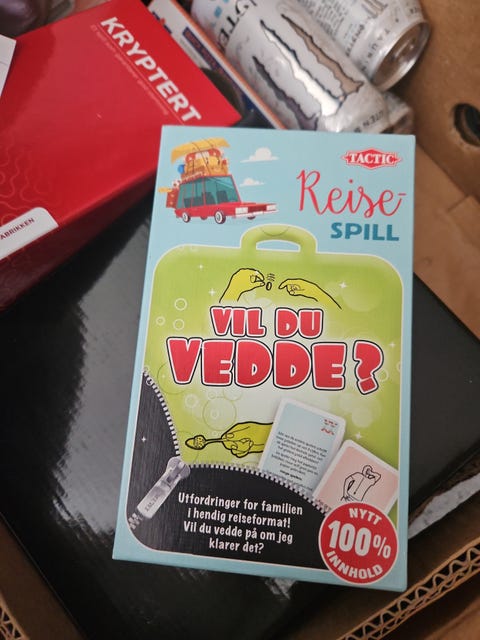 KRYPTERT
ABRIKKEN
TACTIC
Reise-
SPILL
VIL DU
VEDDE?
Utfordringer for familien
i hendig reiseformat!
Vil du vedde på om jeg
klarer det?
NYTT
100%
INNHOLD